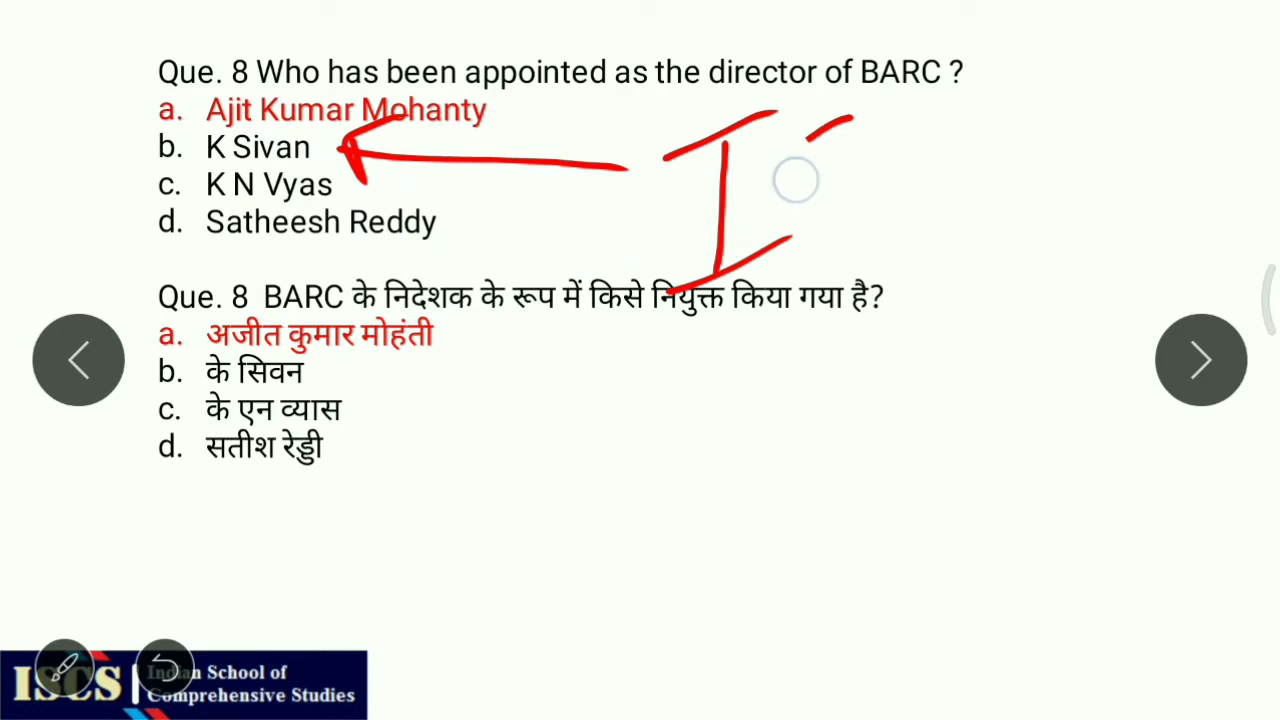 Que. 8 Who has been appointed as the director of BARC ?
a. Ajit Kumar Mohanty
b. K Sivan
c. K N Vyas
d. Satheesh Reddy
I
Que. 8 BARC के निदेशक के रूप में किसे नियुक्त किया गया है?
a. अजीत कुमार मोहंती
b. के सिवन
c. के एन व्यास
d. सतीश रेड्डी
ISCS
Indian School of
Comprehensive Studies